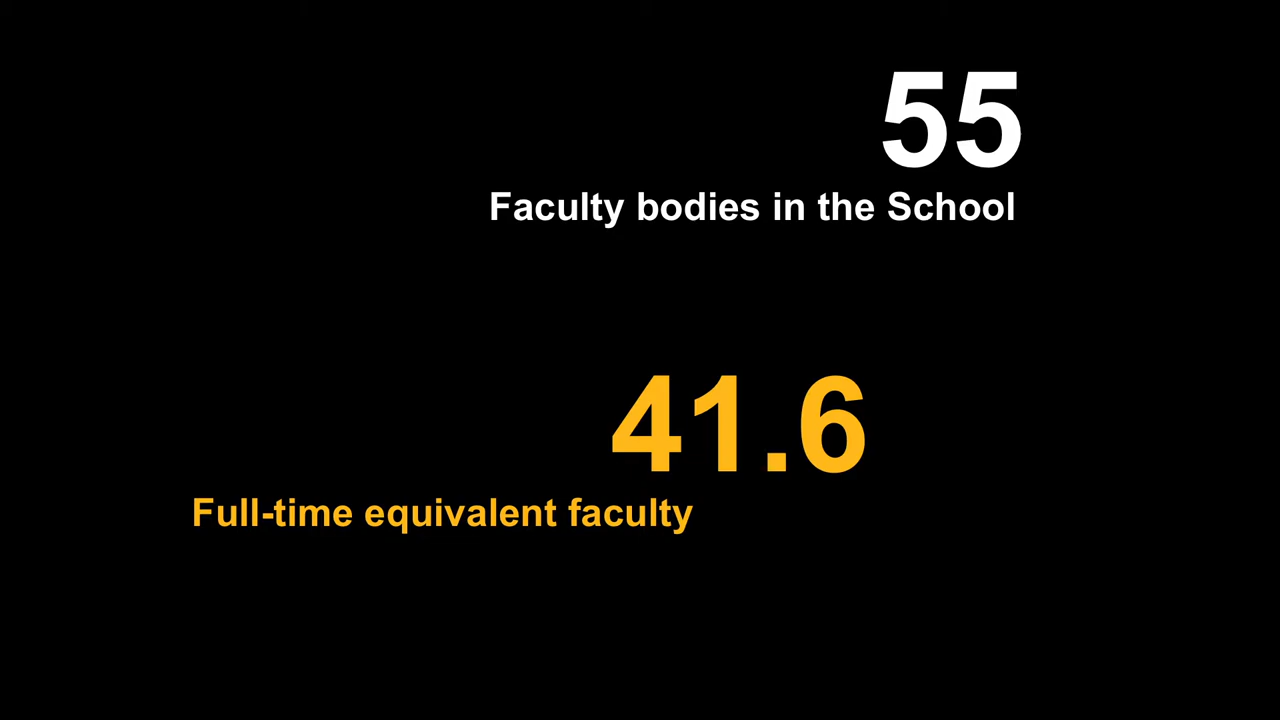 55
Faculty bodies in the School
41.6
Full-time equivalent faculty